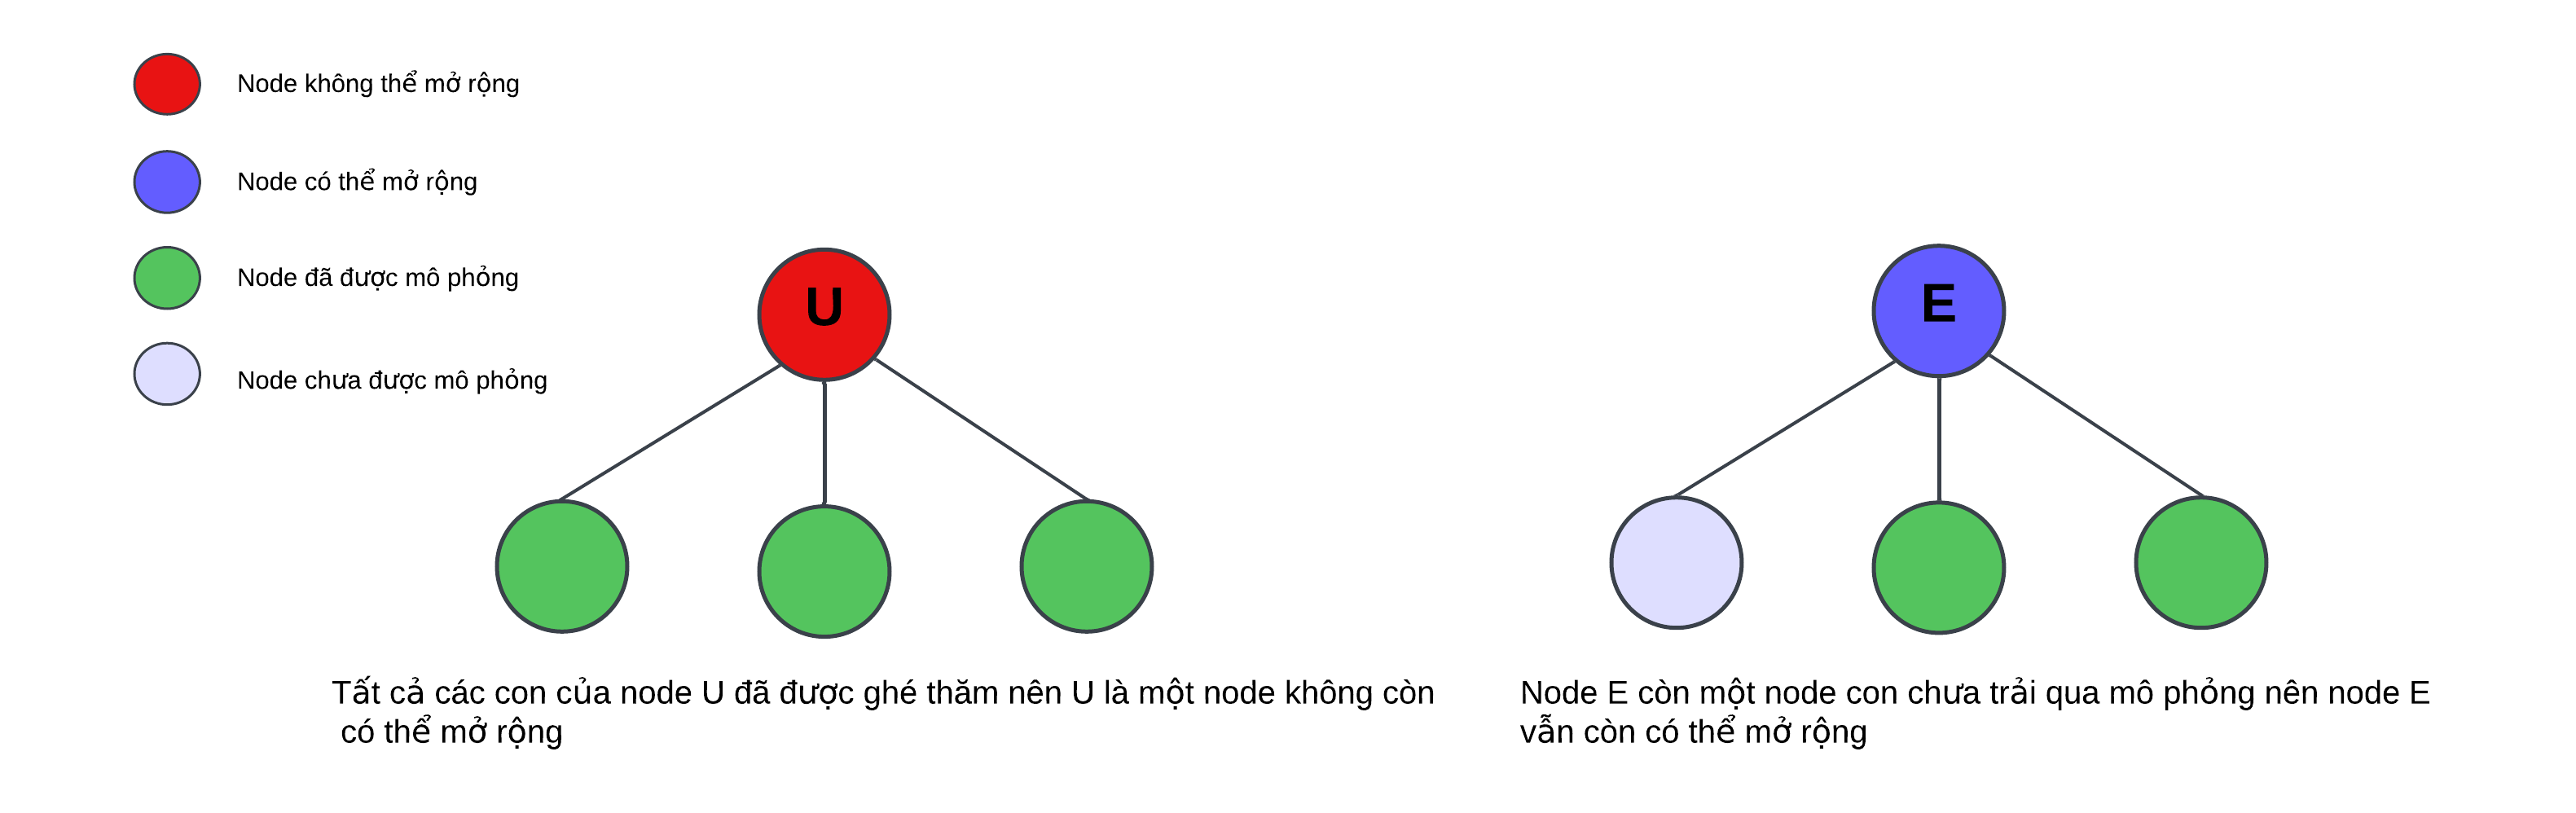 Node không thể mở rộng
Node có thể mở rộng
Node đã được mô phỏng
Node chưa được mô phỏng
U
E
Tất cả các con của node U đã được ghé thăm nên U là một node không còn
có thể mở rộng
Node E còn một node con chưa trải qua mô phỏng nên node E
vẫn còn có thể mở rộng